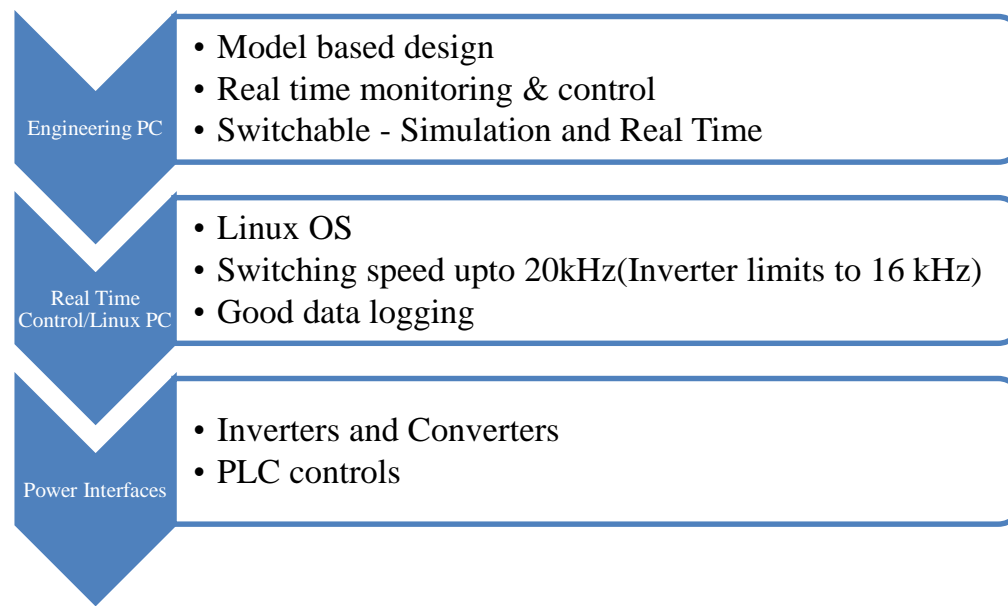 Engineering PC
• Model based design
• Real time monitoring & control
• Switchable - Simulation and Real Time
Real Time
Control/Linux PC
• Linux OS
• Switching speed upto 20kHz(Inverter limits to 16 kHz)
• Good data logging
Power Interfaces
• Inverters and Converters
• PLC controls